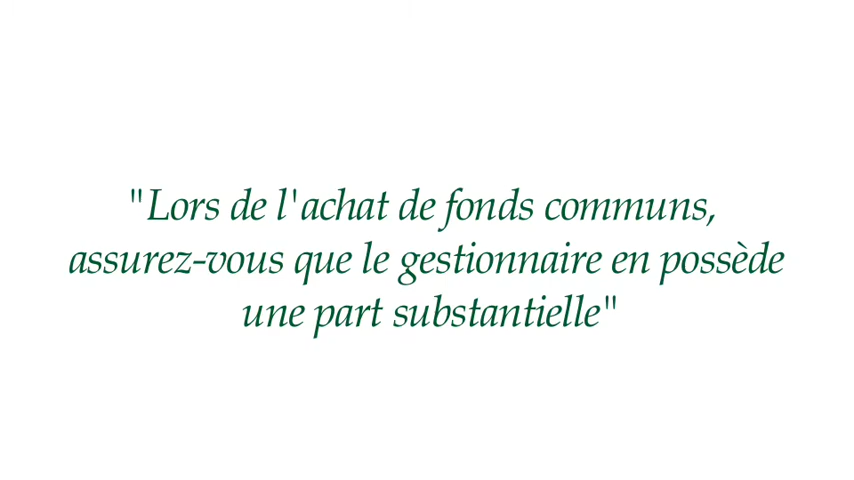 "Lors de l'achat de fonds communs,
assurez-vous que le gestionnaire en possède
une part substantielle"